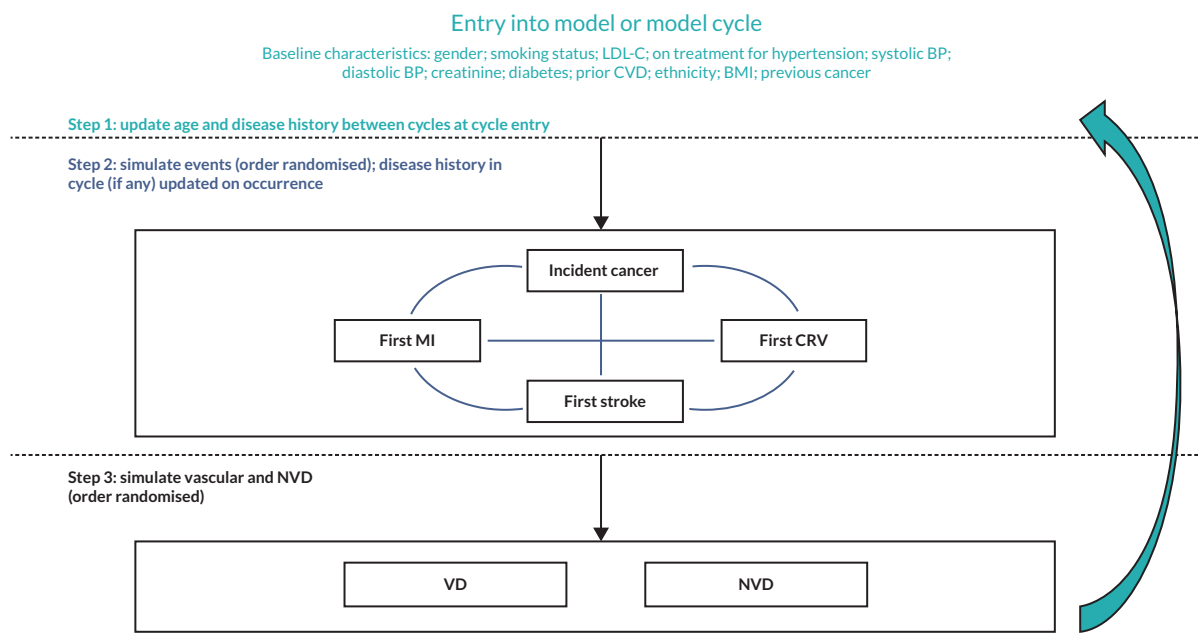 Entry into model or model cycle
Baseline characteristics: gender; smoking status; LDL-C; on treatment for hypertension; systolic BP;
diastolic BP; creatinine; diabetes; prior CVD; ethnicity; BMI; previous cancer
Step 1: update age and disease history between cycles at cycle entry
Step 2: simulate events (order randomised); disease history in
cycle (if any) updated on occurrence
Incident cancer
First MI
First CRV
First stroke
Step 3: simulate vascular and NVD
(order randomised)
VD
NVD